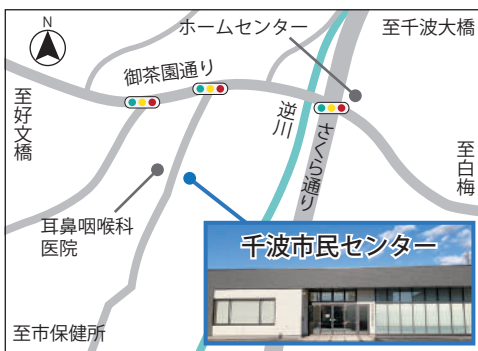 N
ホームセンター
至千波大橋
御茶園通り
至好文橋
逆川
さくら通り
至白梅
耳鼻咽喉科
医院
千波市民センター
至市保健所